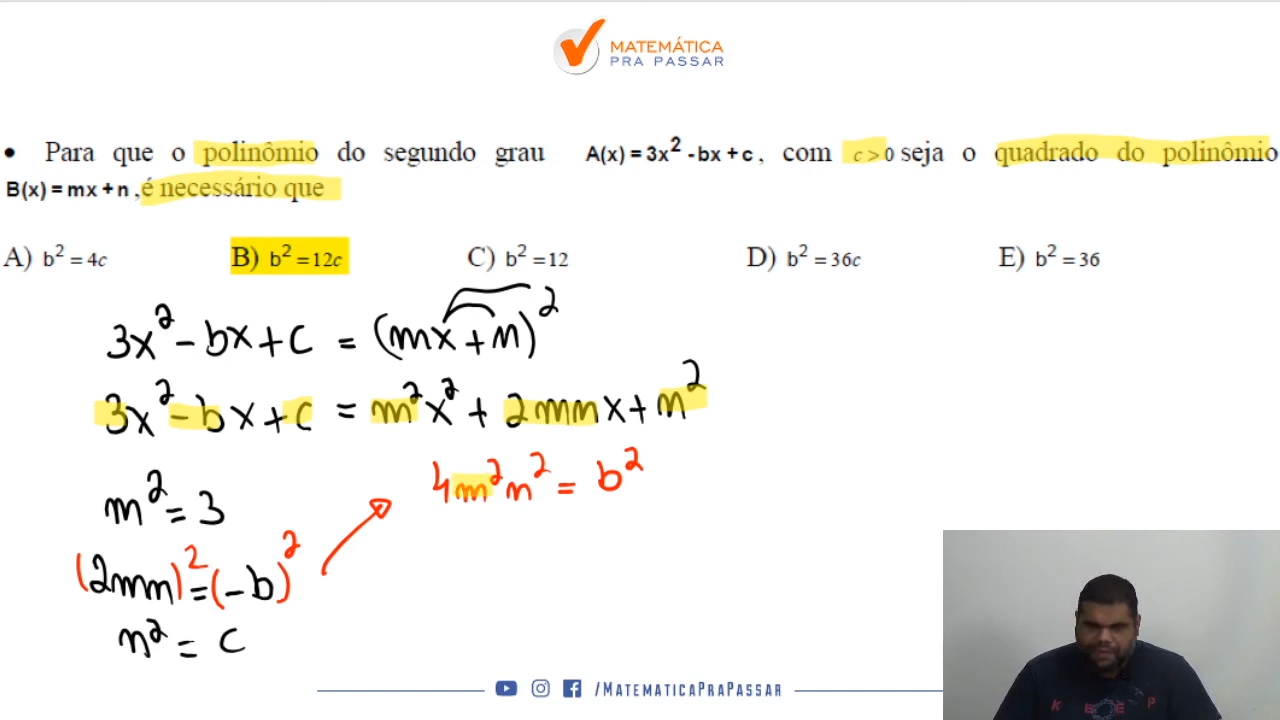 MATEMÁTICA
PRA PASSAR
• Para que o polinômio do segundo grau A(x) = 3x² - bx + c, com c > 0 seja o quadrado do polinômio
B(x) = mx + n, é necessário que
A) b² = 4c B) b² = 12c C) b² = 12 D) b² = 36c E) b² = 36
3x² - bx + c = (mx + n)²
3x² - bx + c = m²x² + 2mnx + n²
4m²n² = b²
m² = 3
(2mn)² = (-b)²
n² = c
/MATEMATICAPRAPASSAR
K E E P